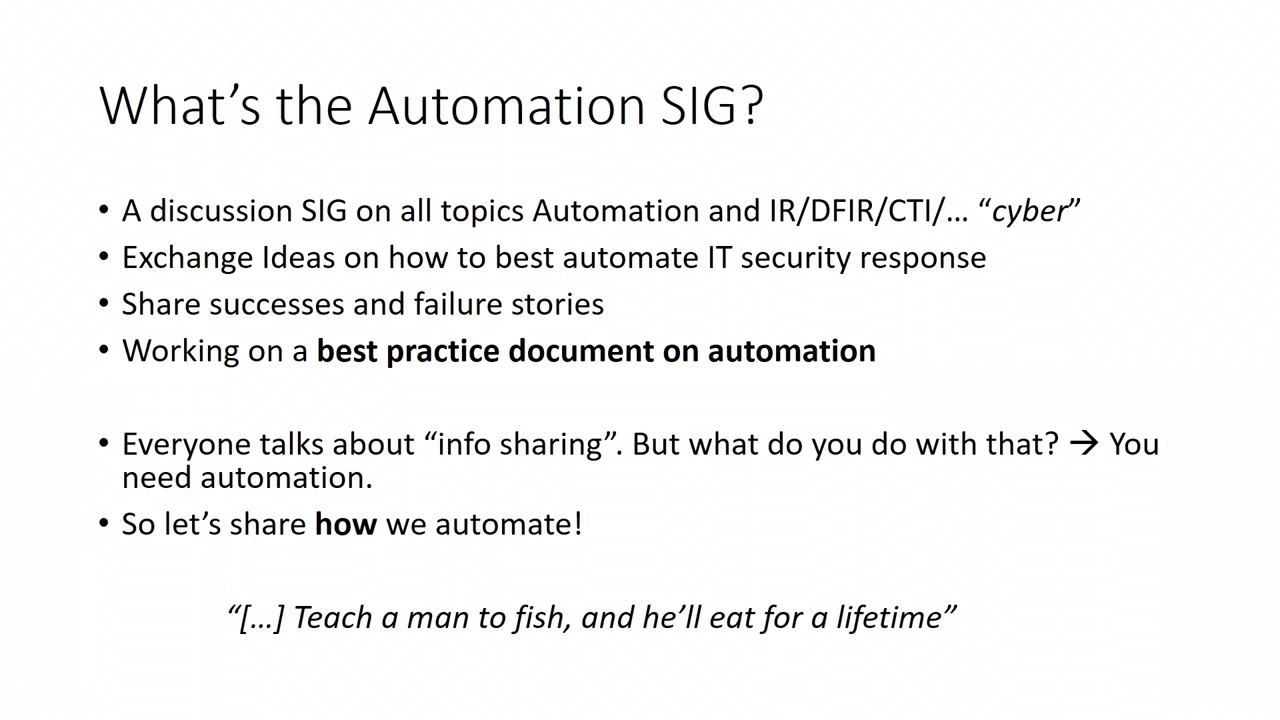 What’s the Automation SIG?
• A discussion SIG on all topics Automation and IR/DFIR/CTI/… “cyber”
• Exchange Ideas on how to best automate IT security response
• Share successes and failure stories
• Working on a best practice document on automation
• Everyone talks about “info sharing”. But what do you do with that? → You
need automation.
• So let’s share how we automate!
“[…] Teach a man to fish, and he’ll eat for a lifetime”